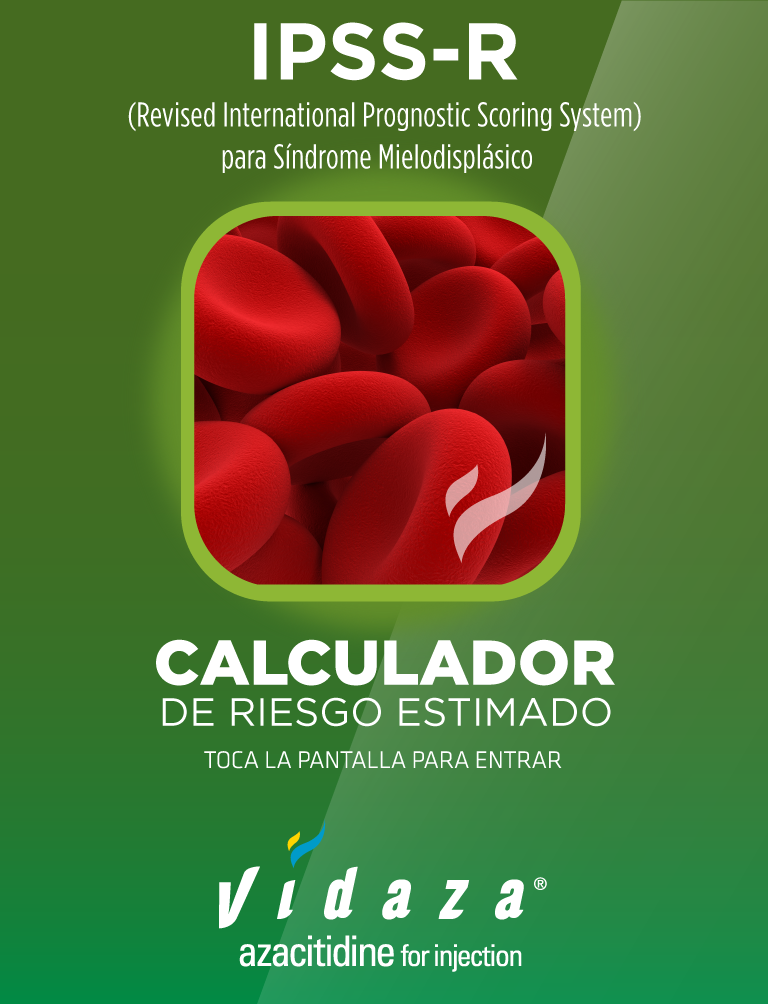 IPSS-R
(Revised International Prognostic Scoring System)
para Síndrome Mielodisplásico
CALCULADOR
DE RIESGO ESTIMADO
TOCA LA PANTALLA PARA ENTRAR
Vidaza®
azacitidine for injection